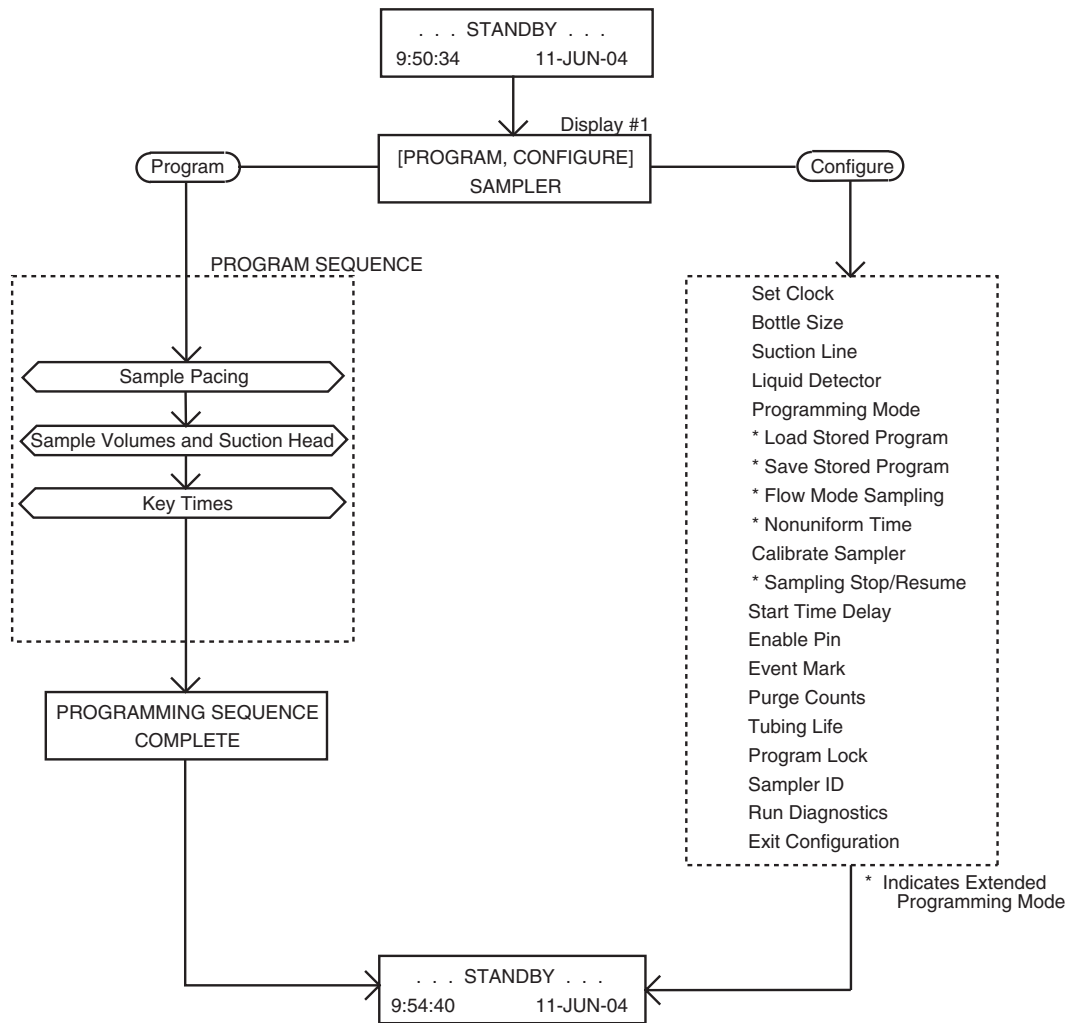 . . . STANDBY . . .
9:50:34 11-JUN-04
Display #1
Program
[PROGRAM, CONFIGURE]
SAMPLER
Configure
PROGRAM SEQUENCE
Sample Pacing
Sample Volumes and Suction Head
Key Times
PROGRAMMING SEQUENCE
COMPLETE
Set Clock
Bottle Size
Suction Line
Liquid Detector
Programming Mode
* Load Stored Program
* Save Stored Program
* Flow Mode Sampling
* Nonuniform Time
Calibrate Sampler
* Sampling Stop/Resume
Start Time Delay
Enable Pin
Event Mark
Purge Counts
Tubing Life
Program Lock
Sampler ID
Run Diagnostics
Exit Configuration
* Indicates Extended
Programming Mode
. . . STANDBY . . .
9:54:40 11-JUN-04